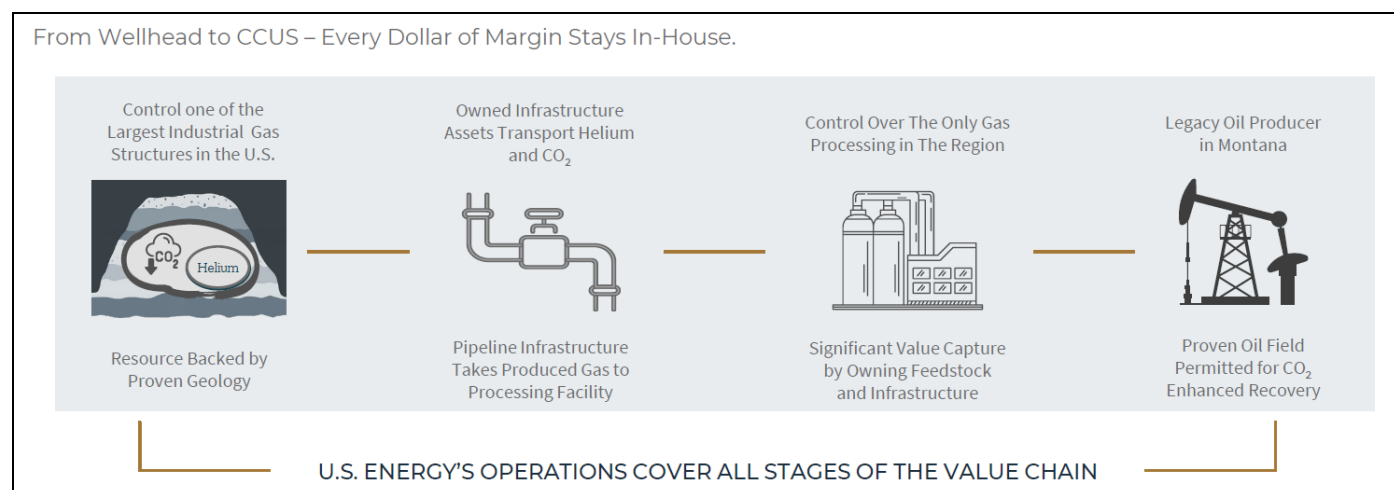 From Wellhead to CCUS – Every Dollar of Margin Stays In-House.
Control one of the
Largest Industrial Gas
Structures in the U.S.
CO₂
Helium
Resource Backed by
Proven Geology
Owned Infrastructure
Assets Transport Helium
and CO₂
Pipeline Infrastructure
Takes Produced Gas to
Processing Facility
Control Over The Only Gas
Processing in The Region
Significant Value Capture
by Owning Feedstock
and Infrastructure
Legacy Oil Producer
in Montana
Proven Oil Field
Permitted for CO₂
Enhanced Recovery
U.S. ENERGY’S OPERATIONS COVER ALL STAGES OF THE VALUE CHAIN